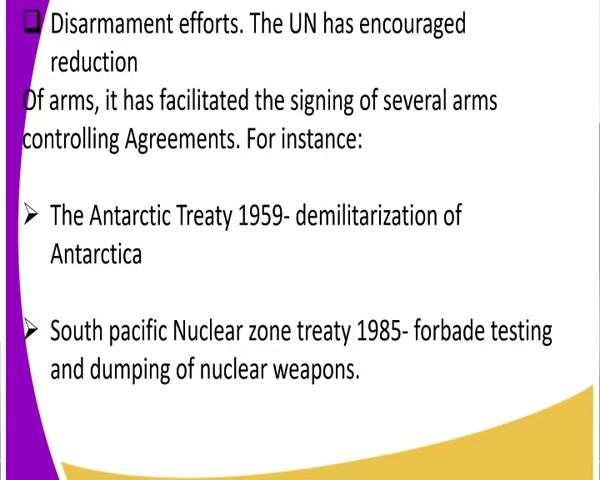 Disarmament efforts. The UN has encouraged
reduction
Of arms, it has facilitated the signing of several arms
controlling Agreements. For instance:
The Antarctic Treaty 1959- demilitarization of
Antarctica
South pacific Nuclear zone treaty 1985- forbade testing
and dumping of nuclear weapons.